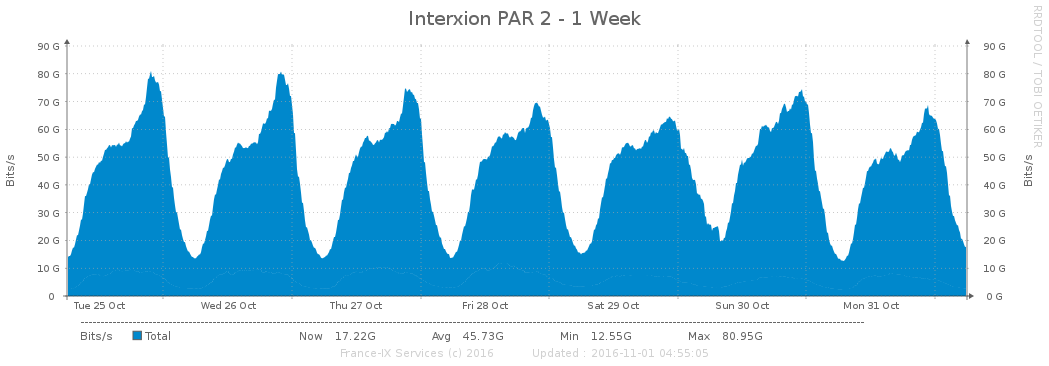 Interxion PAR 2 - 1 Week
RRDTOOL / TOBI OETIKER
90 G 90 G
80 G 80 G
70 G 70 G
60 G 60 G
50 G 50 G
40 G 40 G
30 G 30 G
20 G 20 G
10 G 10 G
0 0 G
Bits/s
Bits/s
Tue 25 Oct Wed 26 Oct Thu 27 Oct Fri 28 Oct Sat 29 Oct Sun 30 Oct Mon 31 Oct
Bits/s Total Now 17.22G Avg 45.73G Min 12.55G Max 80.95G
France-IX Services (c) 2016 Updated : 2016-11-01 04:55:05